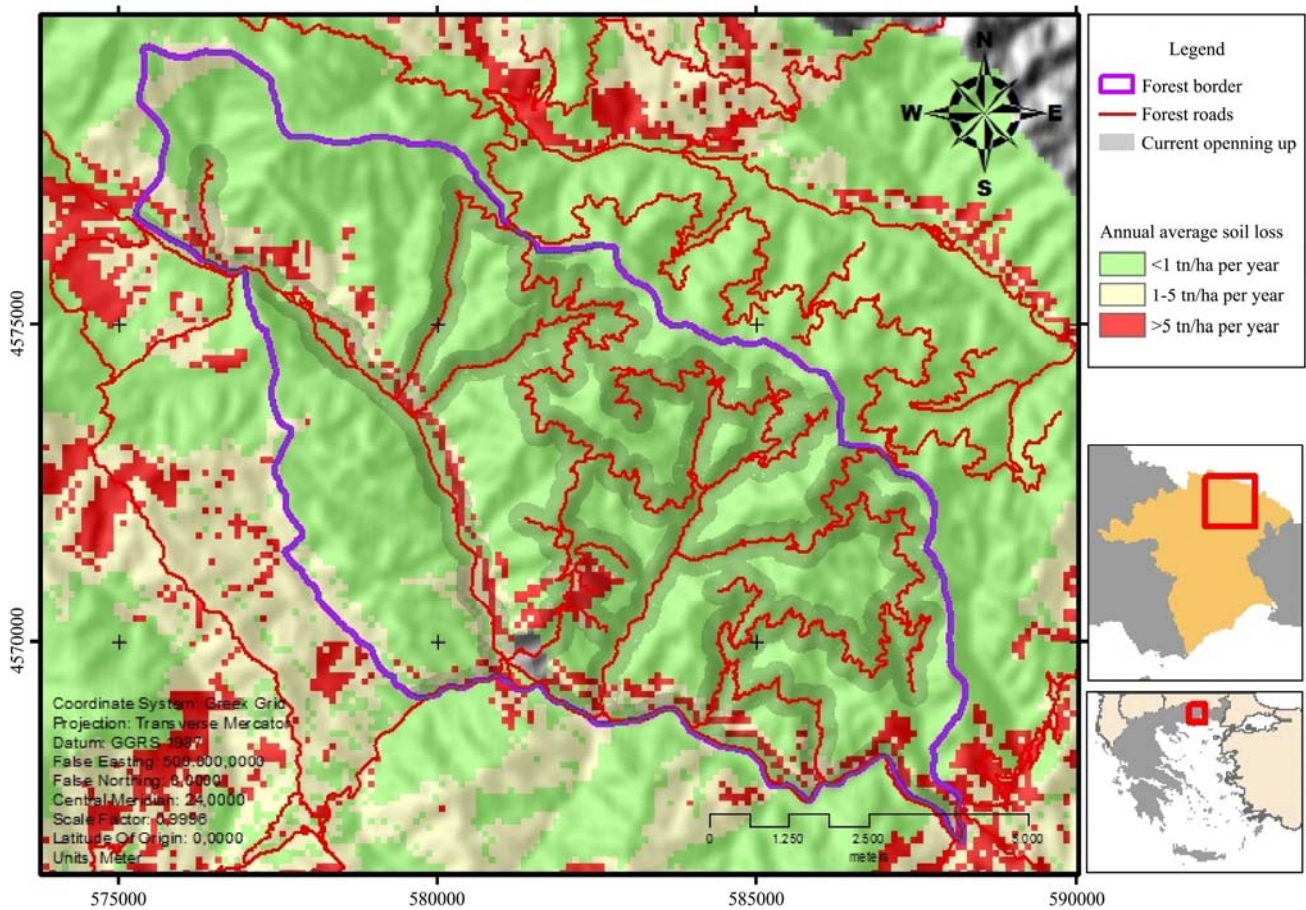 N
W
E
S
Legend
Forest border
Forest roads
Current openning up
Annual average soil loss
<1 tn/ha per year
1-5 tn/ha per year
>5 tn/ha per year
4575000
4570000
Coordinate System: Greek Grid
Projection: Transverse Mercator
Datum: GGRS 1987
False Easting: 500.000,0000
False Northing: 0,0000
Central Meridian: 24,0000
Scale Factor: 0,9996
Latitude Of Origin: 0,0000
Units: Meter
0 1.250 2.500 5.000
meters
575000 580000 585000 590000